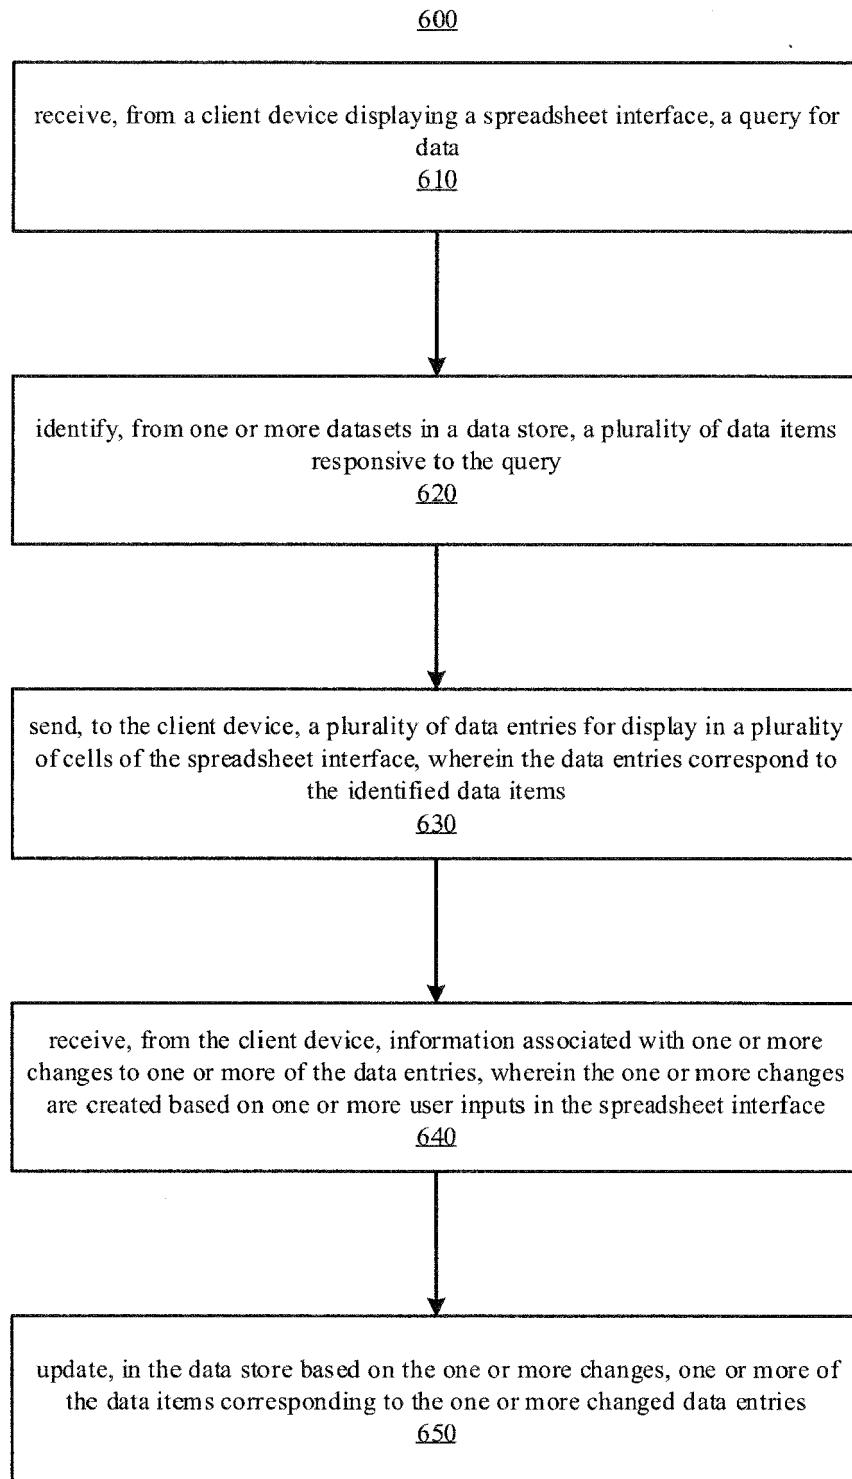 600
receive, from a client device displaying a spreadsheet interface, a query for
data
610
identify, from one or more datasets in a data store, a plurality of data items
responsive to the query
620
send, to the client device, a plurality of data entries for display in a plurality
of cells of the spreadsheet interface, wherein the data entries correspond to
the identified data items
630
receive, from the client device, information associated with one or more
changes to one or more of the data entries, wherein the one or more changes
are created based on one or more user inputs in the spreadsheet interface
640
update, in the data store based on the one or more changes, one or more of
the data items corresponding to the one or more changed data entries
650